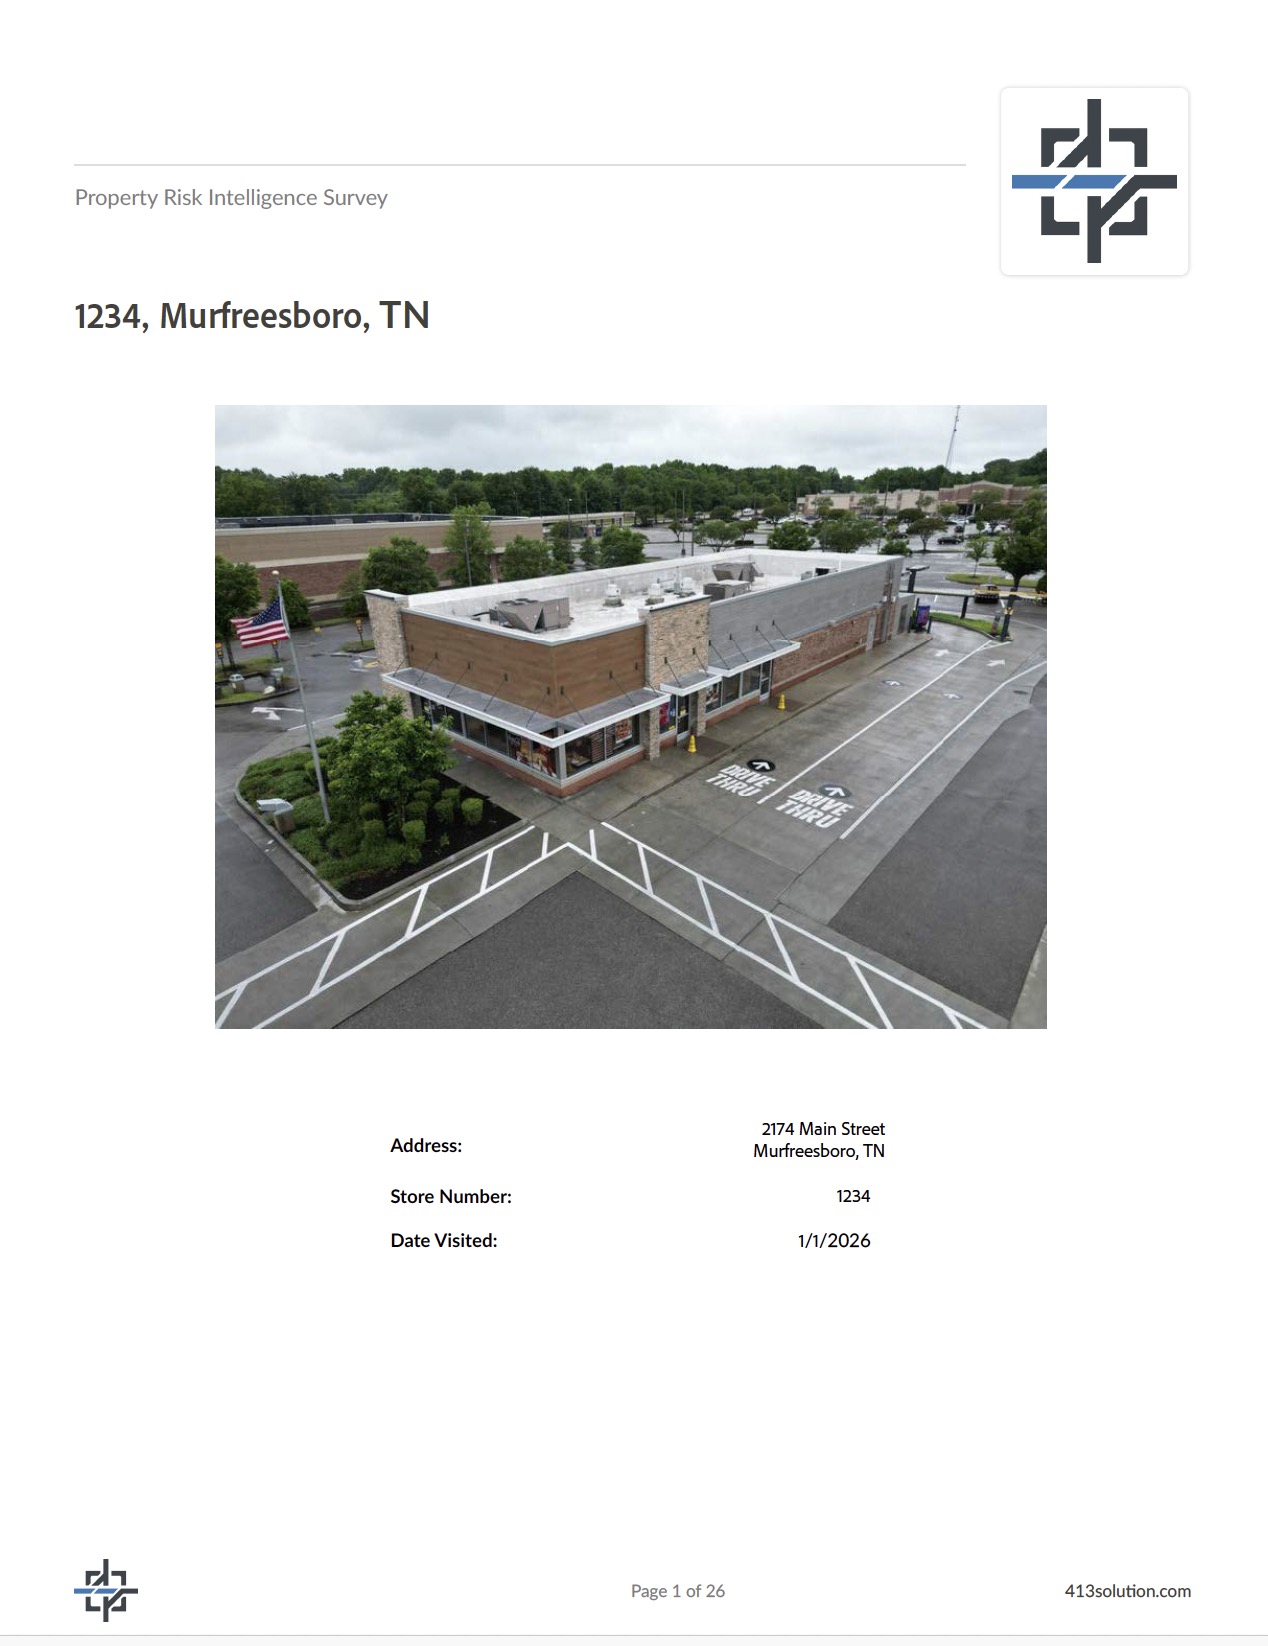 Property Risk Intelligence Survey
1234, Murfreesboro, TN
DRIVE
THRU
DRIVE
THRU
Address:
2174 Main Street
Murfreesboro, TN
Store Number:
1234
Date Visited:
1/1/2026
Page 1 of 26
413solution.com